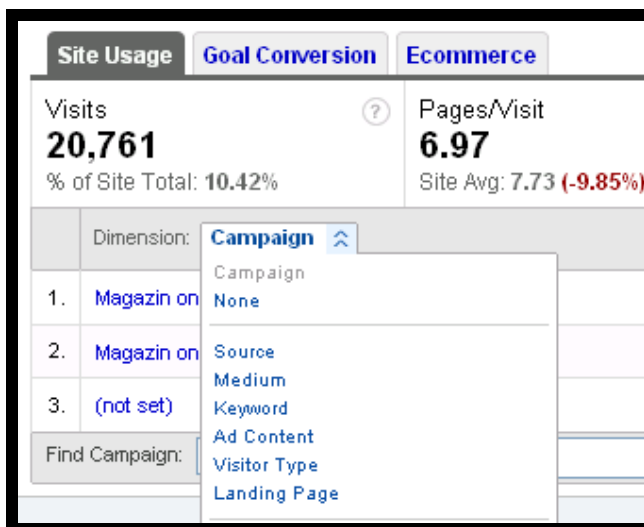 Site Usage Goal Conversion Ecommerce
Visits ? Pages/Visit
20,761 6.97
% of Site Total: 10.42% Site Avg: 7.73 (-9.85%)
Dimension: Campaign
Campaign
None
1. Magazin on
2. Magazin on
3. (not set)
Source
Medium
Keyword
Ad Content
Visitor Type
Landing Page
Find Campaign: